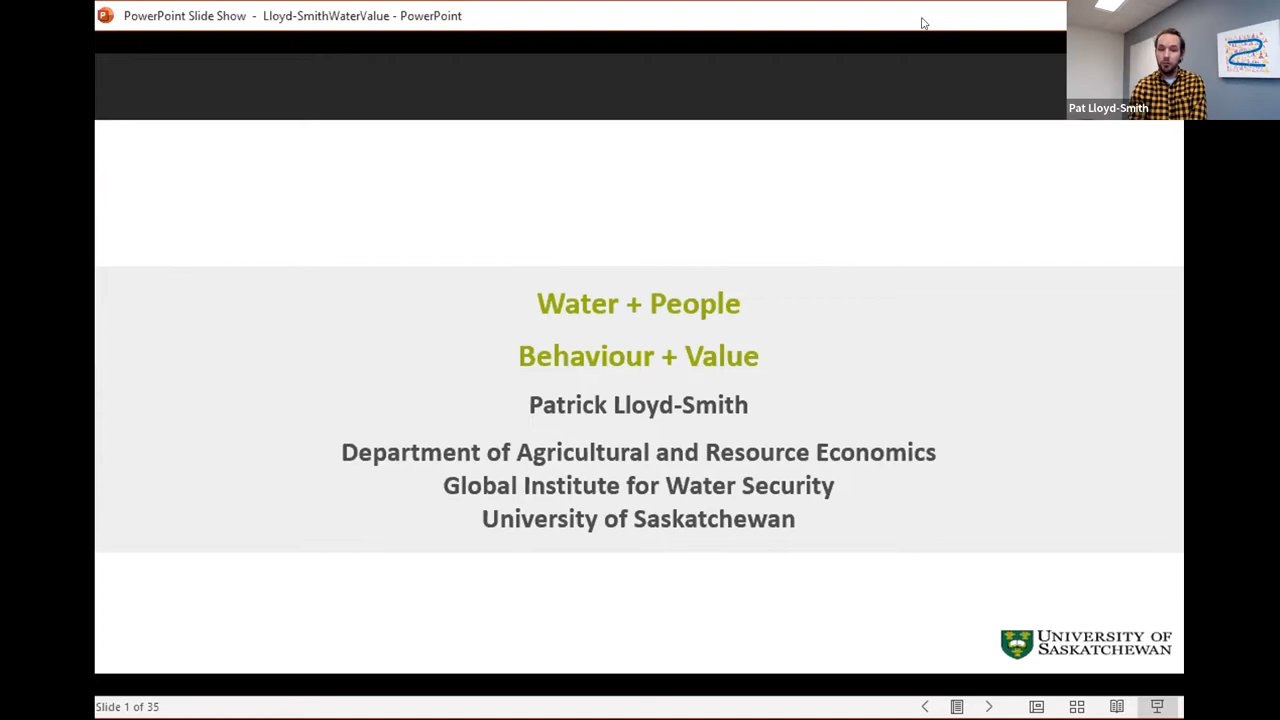 PowerPoint Slide Show - Lloyd-SmithWaterValue - PowerPoint
Pat Lloyd-Smith
Water + People
Behaviour + Value
Patrick Lloyd-Smith
Department of Agricultural and Resource Economics
Global Institute for Water Security
University of Saskatchewan
UNIVERSITY OF
SASKATCHEWAN
Slide 1 of 35